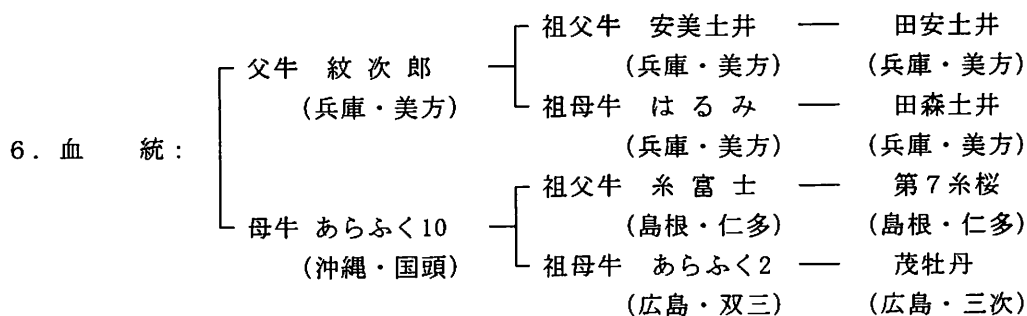 祖父牛 安美土井 ── 田安土井
父牛 紋次郎 (兵庫・美方) (兵庫・美方)
(兵庫・美方) 祖母牛 はるみ ── 田森土井
6. 血 統: (兵庫・美方) (兵庫・美方)
祖父牛 糸富士 ── 第7糸桜
母牛 あらふく10 (島根・仁多) (島根・仁多)
(沖縄・国頭) 祖母牛 あらふく2 ── 茂牡丹
(広島・双三) (広島・三次)